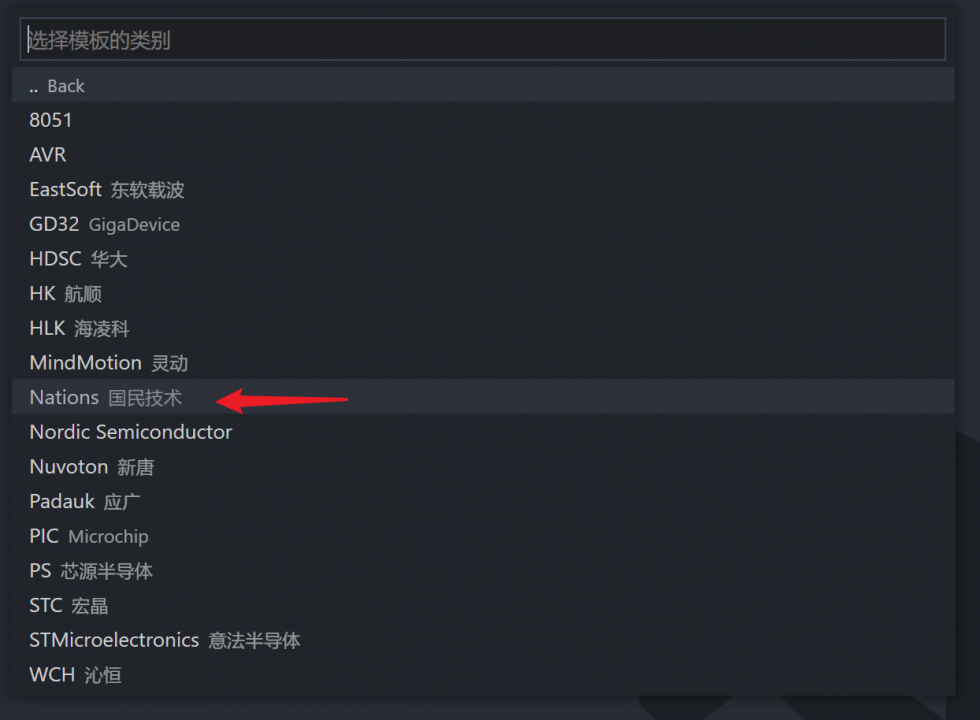 选择模板的类别
.. Back
8051
AVR
EastSoft 东软载波
GD32 GigaDevice
HDSC 华大
HK 航顺
HLK 海凌科
MindMotion 灵动
Nations 国民技术
Nordic Semiconductor
Nuvoton 新唐
Padauk 应广
PIC Microchip
PS 芯源半导体
STC 宏晶
STMicroelectronics 意法半导体
WCH 沁恒